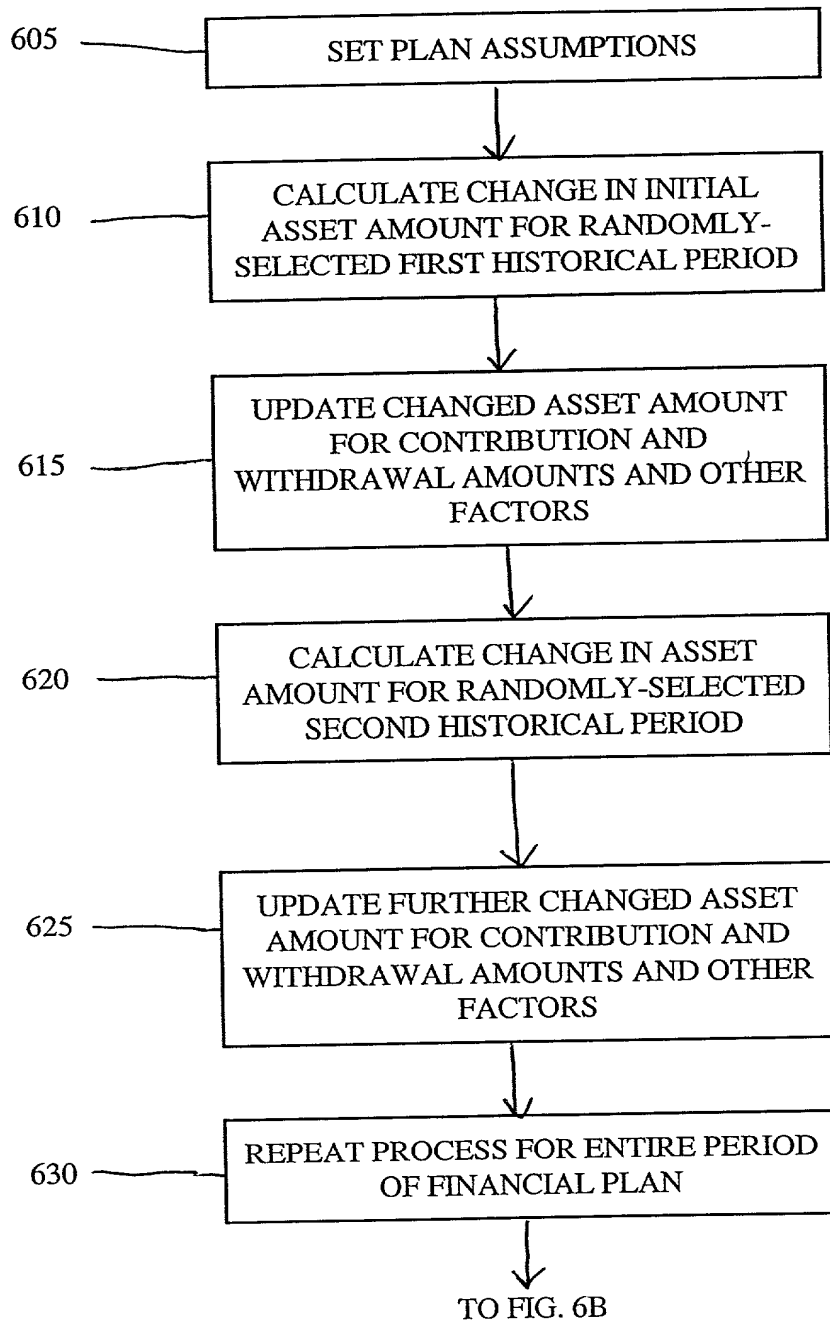 605
SET PLAN ASSUMPTIONS
610
CALCULATE CHANGE IN INITIAL
ASSET AMOUNT FOR RANDOMLY-
SELECTED FIRST HISTORICAL PERIOD
615
UPDATE CHANGED ASSET AMOUNT
FOR CONTRIBUTION AND
WITHDRAWAL AMOUNTS AND OTHER
FACTORS
620
CALCULATE CHANGE IN ASSET
AMOUNT FOR RANDOMLY-SELECTED
SECOND HISTORICAL PERIOD
625
UPDATE FURTHER CHANGED ASSET
AMOUNT FOR CONTRIBUTION AND
WITHDRAWAL AMOUNTS AND OTHER
FACTORS
630
REPEAT PROCESS FOR ENTIRE PERIOD
OF FINANCIAL PLAN
TO FIG. 6B